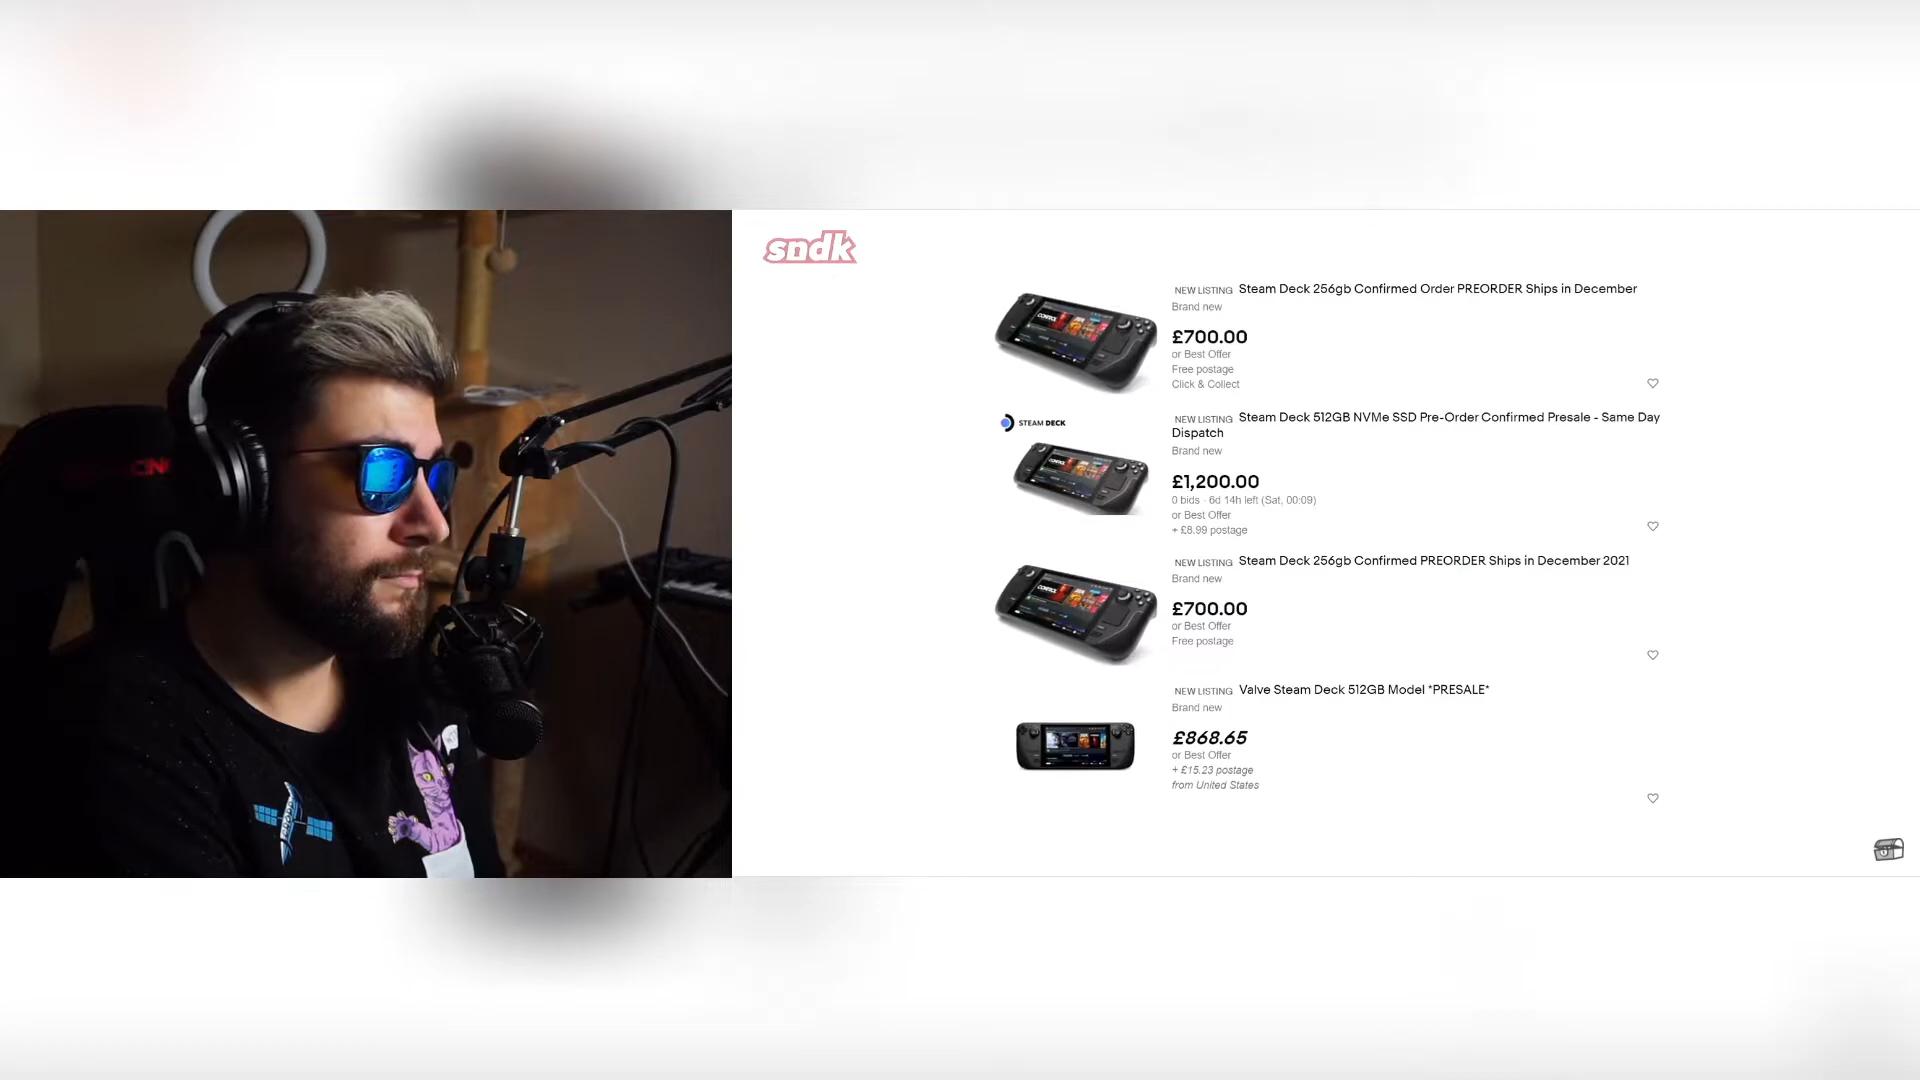 sndk
NEW LISTING Steam Deck 256gb Confirmed Order PREORDER Ships in December
Brand new
£700.00
or Best Offer
Free postage
Click & Collect
STEAM DECK
NEW LISTING Steam Deck 512GB NVMe SSD Pre-Order Confirmed Presale - Same Day
Dispatch
Brand new
£1,200.00
0 bids · 6d 14h left (Sat, 00:09)
or Best Offer
+ £8.99 postage
NEW LISTING Steam Deck 256gb Confirmed PREORDER Ships in December 2021
Brand new
£700.00
or Best Offer
Free postage
NEW LISTING Valve Steam Deck 512GB Model *PRESALE*
Brand new
£868.65
or Best Offer
+ £15.23 postage
from United States